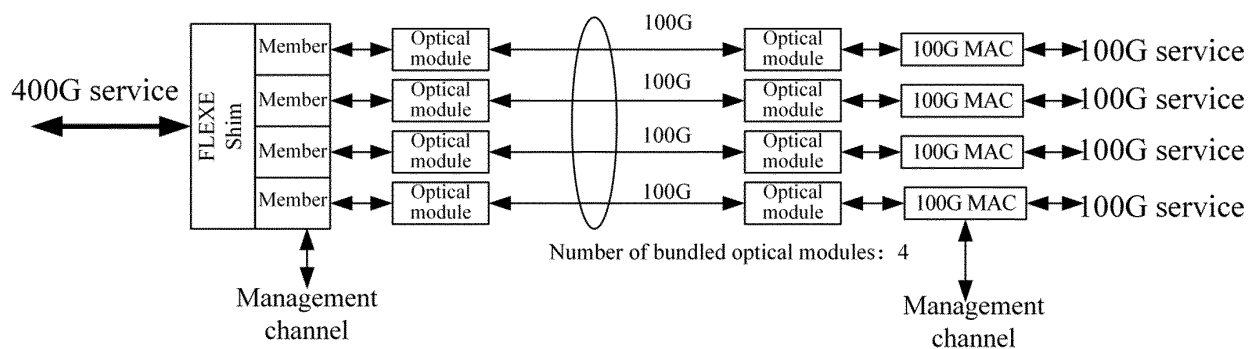 400G service
FLEXE
Shim
Member
Member
Member
Member
Optical
module
Optical
module
Optical
module
Optical
module
100G
100G
100G
100G
Optical
module
Optical
module
Optical
module
Optical
module
100G MAC
100G MAC
100G MAC
100G MAC
100G service
100G service
100G service
100G service
Number of bundled optical modules: 4
Management
channel
Management
channel